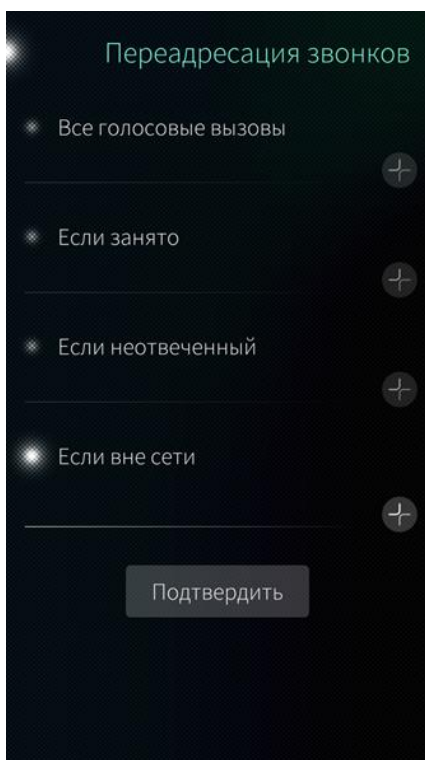 Переадресация звонков
Все голосовые вызовы
Если занято
Если неотвеченный
Если вне сети
Подтвердить